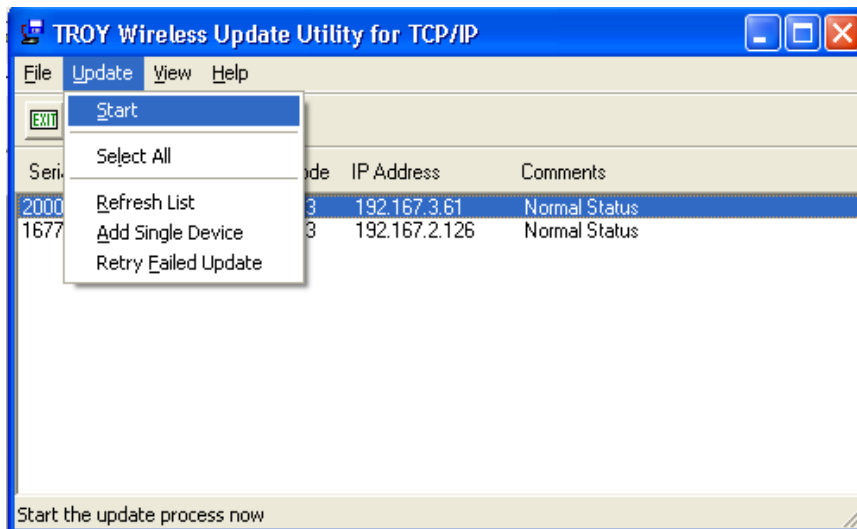 TROY Wireless Update Utility for TCP/IP
File Update View Help
EXIT
Start
Select All
Refresh List
Add Single Device
Retry Failed Update
IP Address Comments
3 192.167.3.61 Normal Status
3 192.167.2.126 Normal Status
Start the update process now